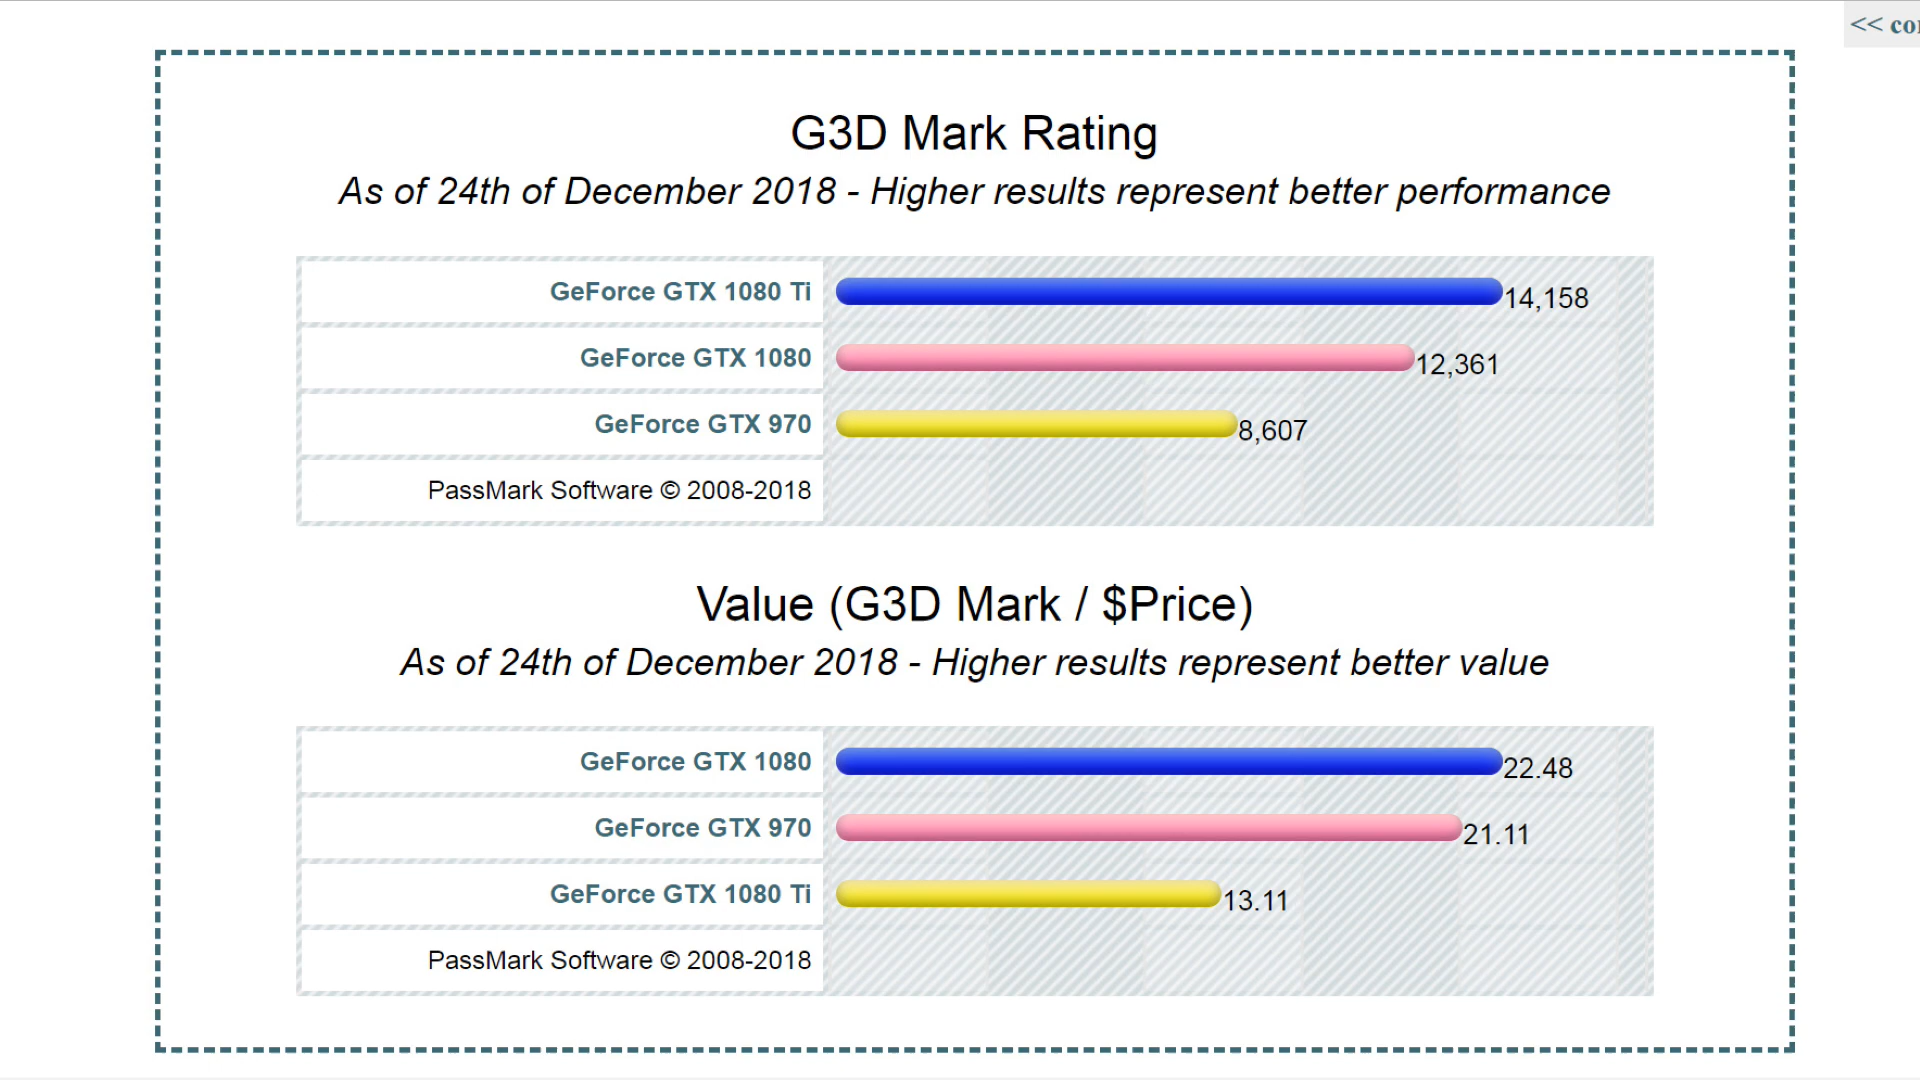 <<
G3D Mark Rating
As of 24th of December 2018 - Higher results represent better performance
GeForce GTX 1080 Ti 14,158
GeForce GTX 1080 12,361
GeForce GTX 970 8,607
PassMark Software © 2008-2018
Value (G3D Mark / $Price)
As of 24th of December 2018 - Higher results represent better value
GeForce GTX 1080 22.48
GeForce GTX 970 21.11
GeForce GTX 1080 Ti 13.11
PassMark Software © 2008-2018